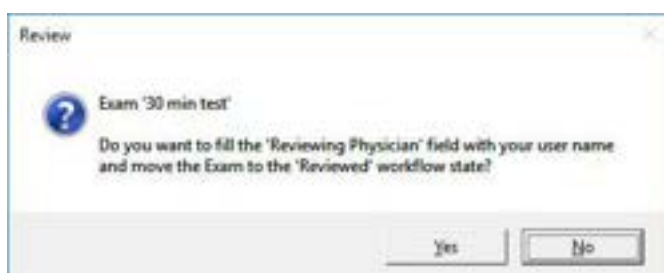 Review
Exam '30 min test'
Do you want to fill the 'Reviewing Physician' field with your user name
and move the Exam to the 'Reviewed' workflow state?
Yes
No